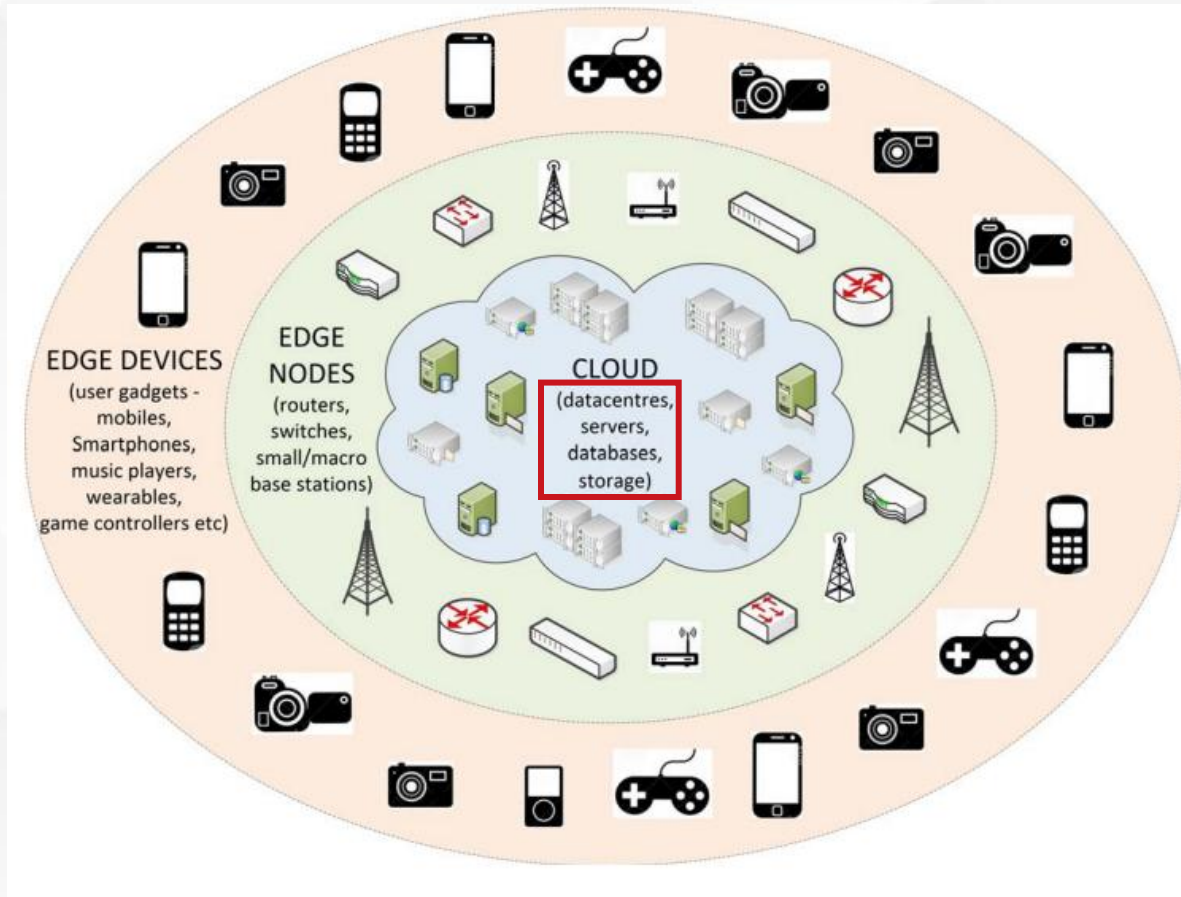 EDGE DEVICES
(user gadgets -
mobiles,
Smartphones,
music players,
wearables,
game controllers etc)
EDGE
NODES
(routers,
switches,
small/macro
base stations)
CLOUD
(datacentres,
servers,
databases,
storage)